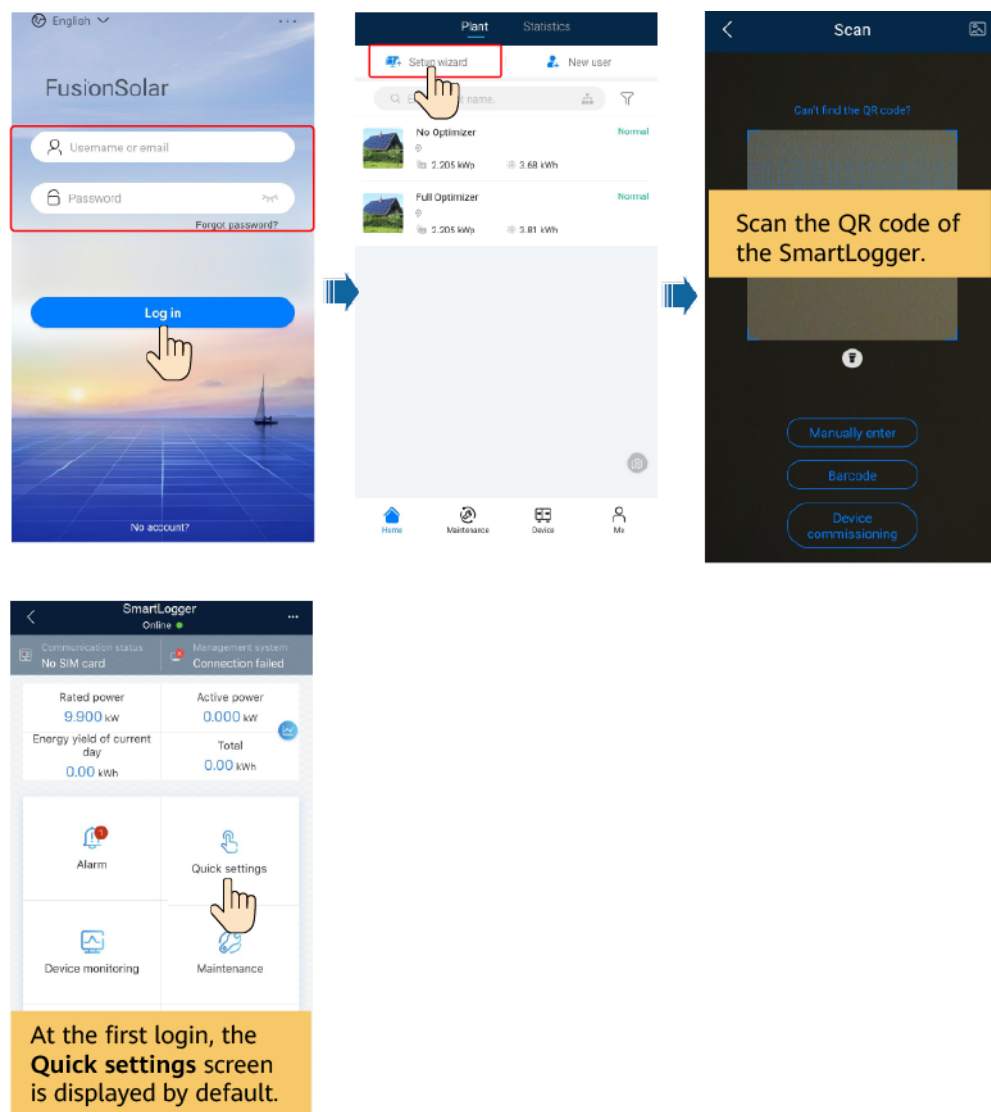 English
...
FusionSolar
Username or email
Password
Forgot password?
Log in
No account?
Plant Statistics
Setup wizard New user
t name.
No Optimizer Normal
2.205 kWp 3.68 kWh
Full Optimizer Normal
2.205 kWp 3.81 kWh
Home Maintenance Device Me
Scan
Can't find the QR code?
Scan the QR code of
the SmartLogger.
Manually enter
Barcode
Device
commissioning
SmartLogger
...
Online
Communication status Management system
No SIM card Connection failed
Rated power Active power
9.900 kW 0.000 kW
Energy yield of current
day
Total
0.00 kWh 0.00 kWh
1
Alarm Quick settings
Device monitoring Maintenance
At the first login, the
Quick settings screen
is displayed by default.